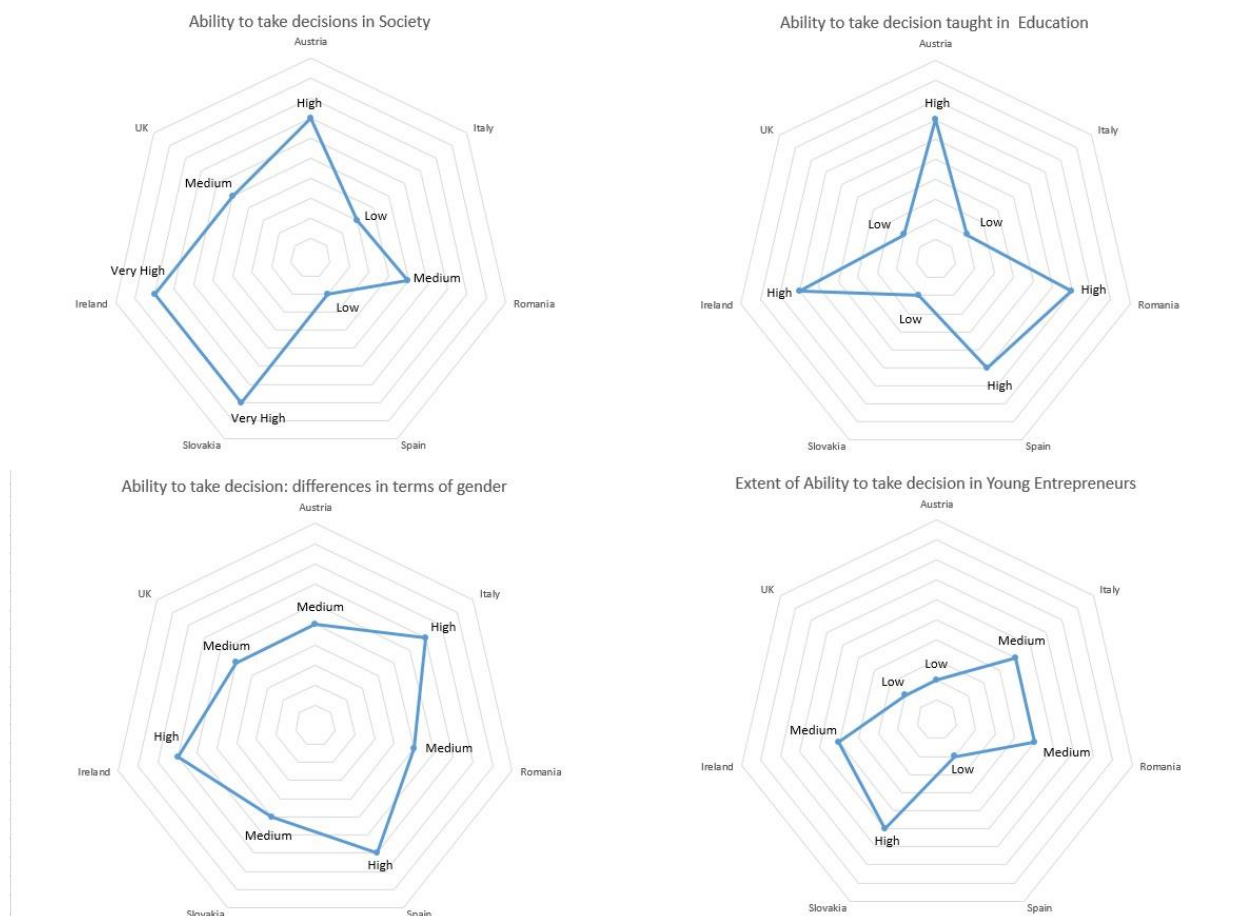 Ability to take decisions in Society
Austria
High
UK
Italy
Medium
Low
Very High
Medium
Ireland
Romania
Low
Very High
Slovakia
Spain
Ability to take decision taught in Education
Austria
High
UK
Italy
Low
Low
High
High
Ireland
Romania
Low
High
Slovakia
Spain
Ability to take decision: differences in terms of gender
Austria
UK
Italy
Medium
High
Medium
High
Medium
Ireland
Romania
Medium
High
Slovakia
Spain
Extent of Ability to take decision in Young Entrepreneurs
Austria
UK
Italy
Medium
Low
Low
Medium
Medium
Ireland
Romania
Low
High
Slovakia
Spain